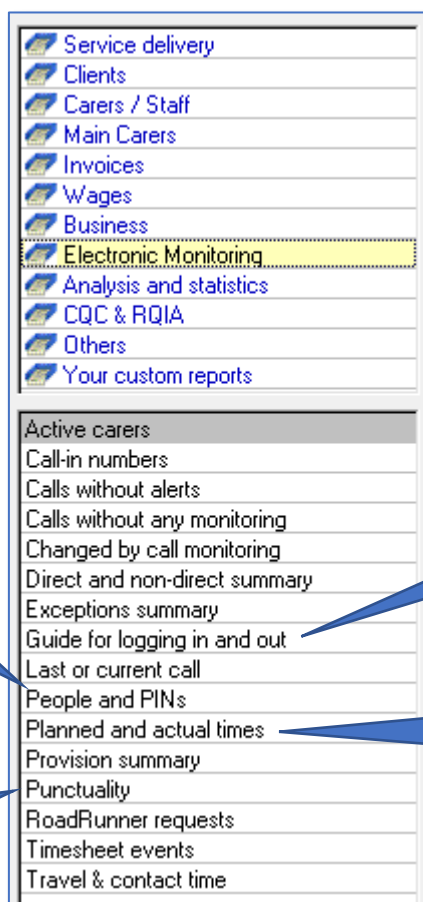 Service delivery
Clients
Carers / Staff
Main Carers
Invoices
Wages
Business
Electronic Monitoring
Analysis and statistics
CQC & RQIA
Others
Your custom reports
Active carers
Call-in numbers
Calls without alerts
Calls without any monitoring
Changed by call monitoring
Direct and non-direct summary
Exceptions summary
Guide for logging in and out
Last or current call
People and PINs
Planned and actual times
Provision summary
Punctuality
RoadRunner requests
Timesheet events
Travel & contact time